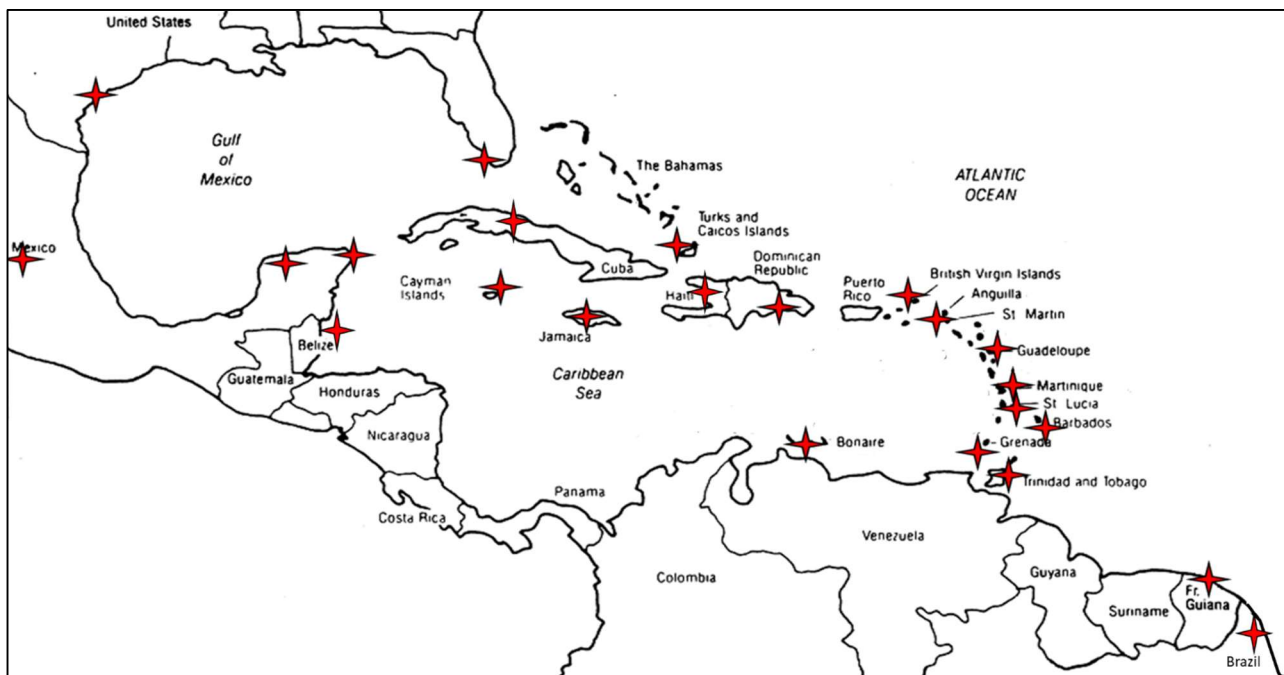 United States
Gulf
of
Mexico
The Bahamas
ATLANTIC
OCEAN
Turks and
Caicos Islands
Mexico
Cuba
Dominican
Republic
Cayman
Islands
Haiti
Puerto
Rico
British Virgin Islands
Anguilla
St Martin
Jamaica
Belize
Guadeloupe
Guatemala
Honduras
Caribbean
Sea
Martinique
St Lucia
Barbados
Nicaragua
Bonaire
Grenada
Trinidad and Tobago
Panama
Costa Rica
Venezuela
Colombia
Guyana
Suriname
Fr.
Guiana
Brazil